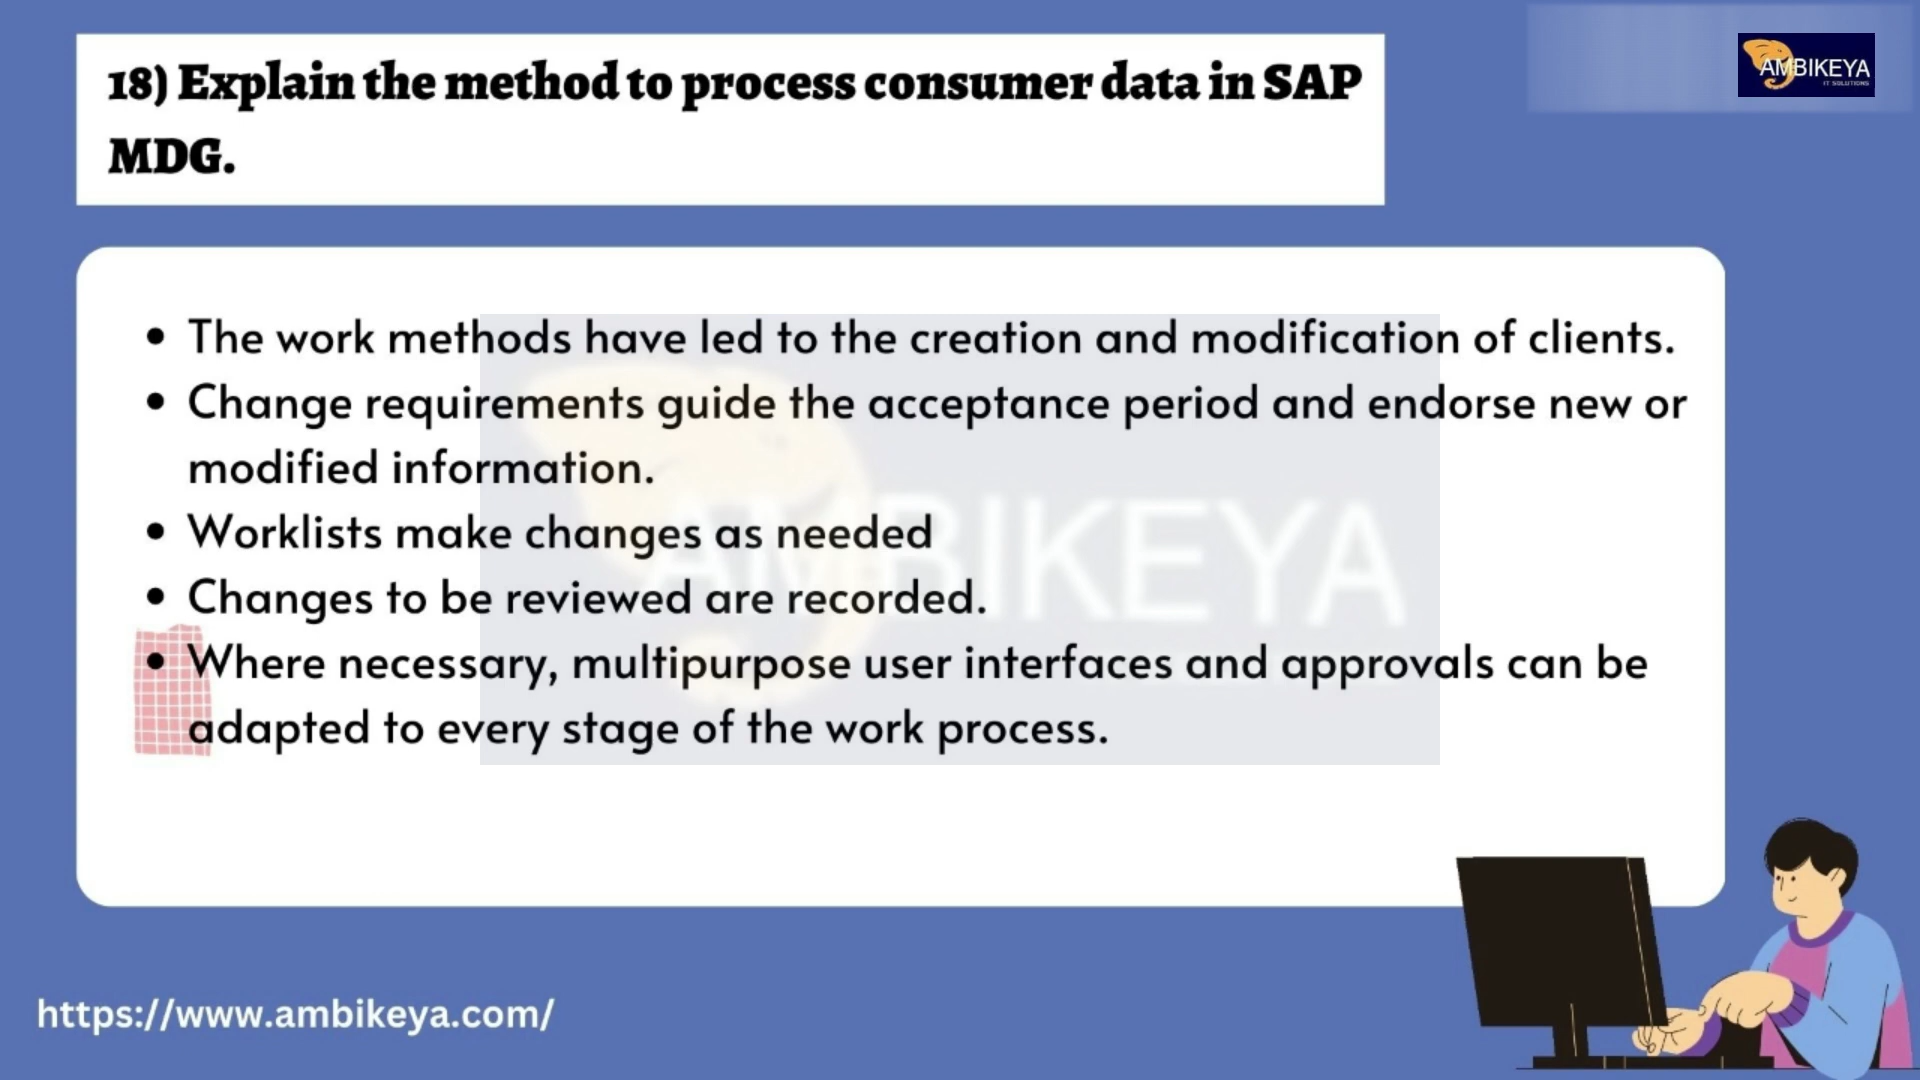 18) Explain the method to process consumer data in SAP
MDG.
AMBIKEYA
IT SOLUTIONS
• The work methods have led to the creation and modification of clients.
• Change requirements guide the acceptance period and endorse new or
modified information.
• Worklists make changes as needed
• Changes to be reviewed are recorded.
• Where necessary, multipurpose user interfaces and approvals can be
adapted to every stage of the work process.
AMBIKEYA
https://www.ambikeya.com/